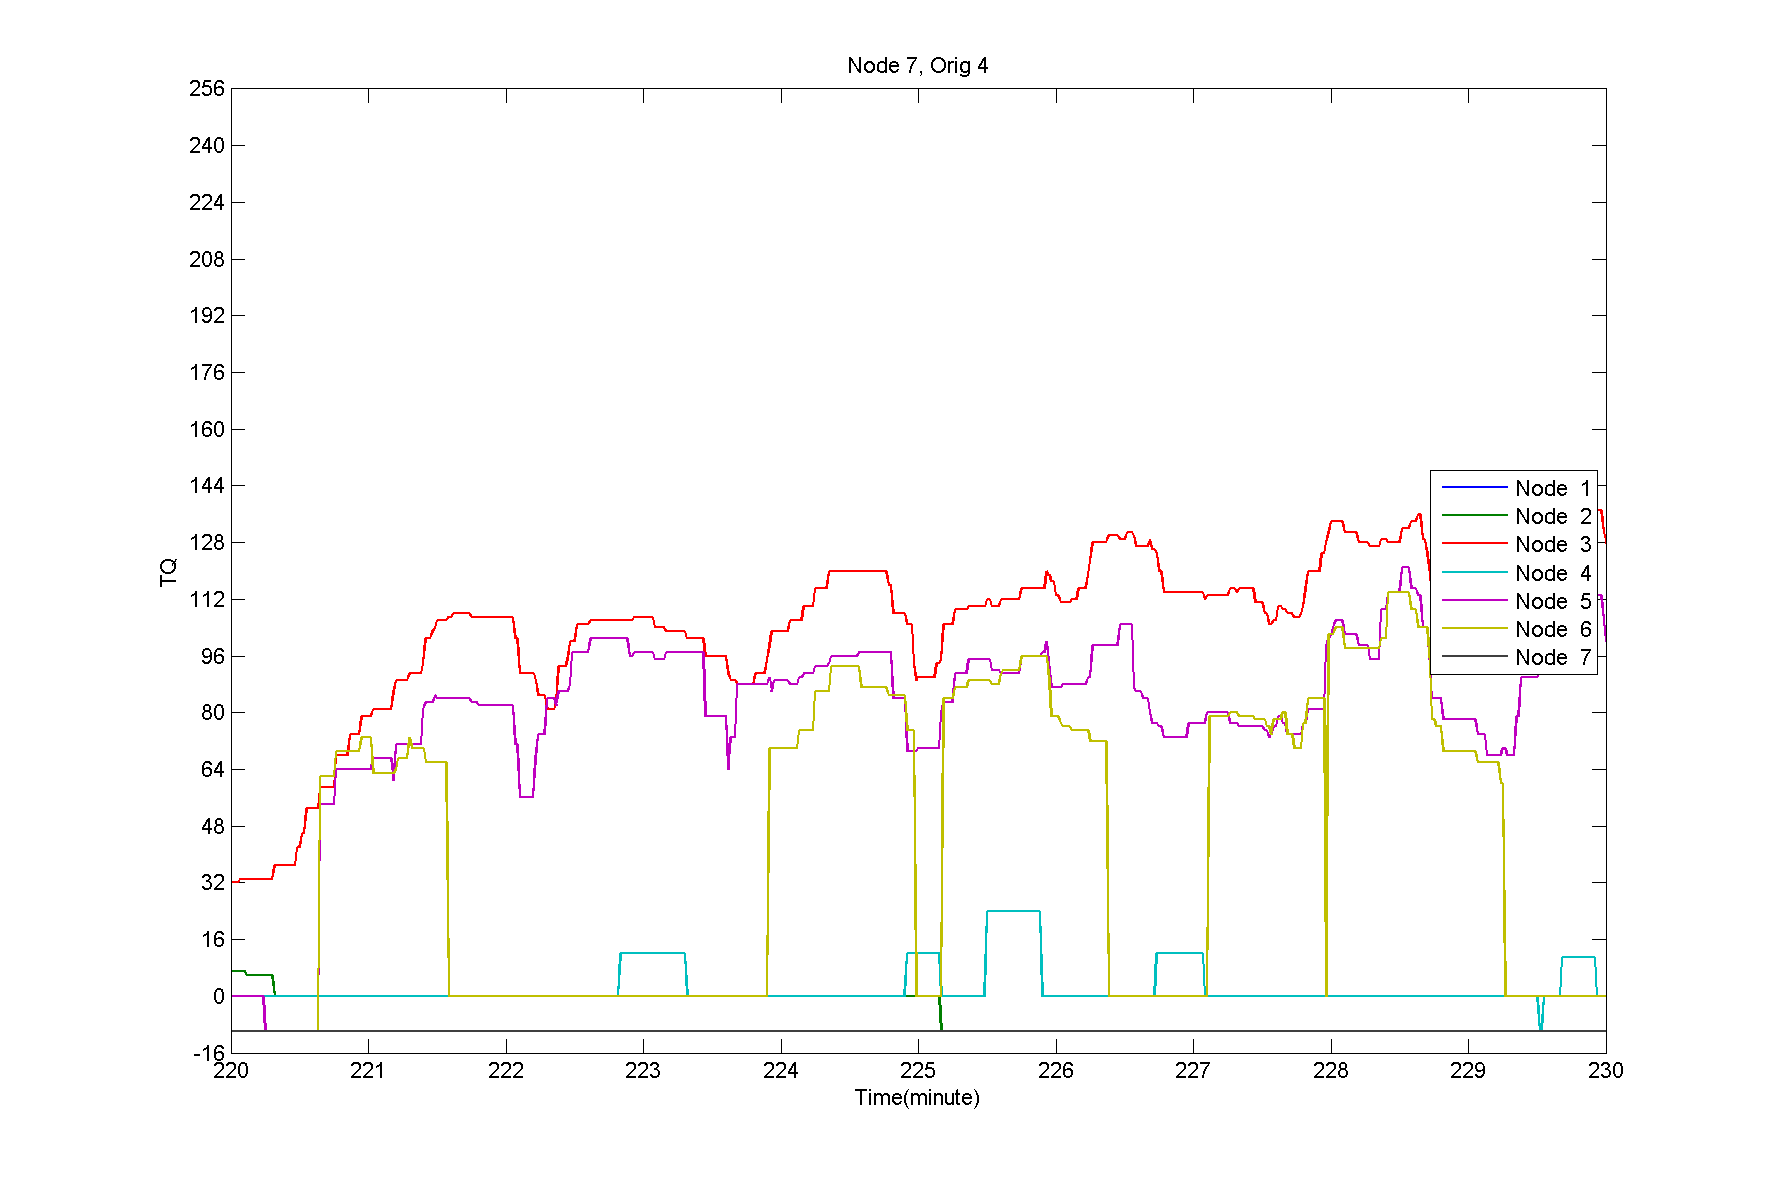 Node 7, Orig 4
256
240
224
208
192
176
160
144
128
112
96
80
64
48
32
16
0
-16
TQ
Node 1
Node 2
Node 3
Node 4
Node 5
Node 6
Node 7
220 221 222 223 224 225 226 227 228 229 230
Time(minute)